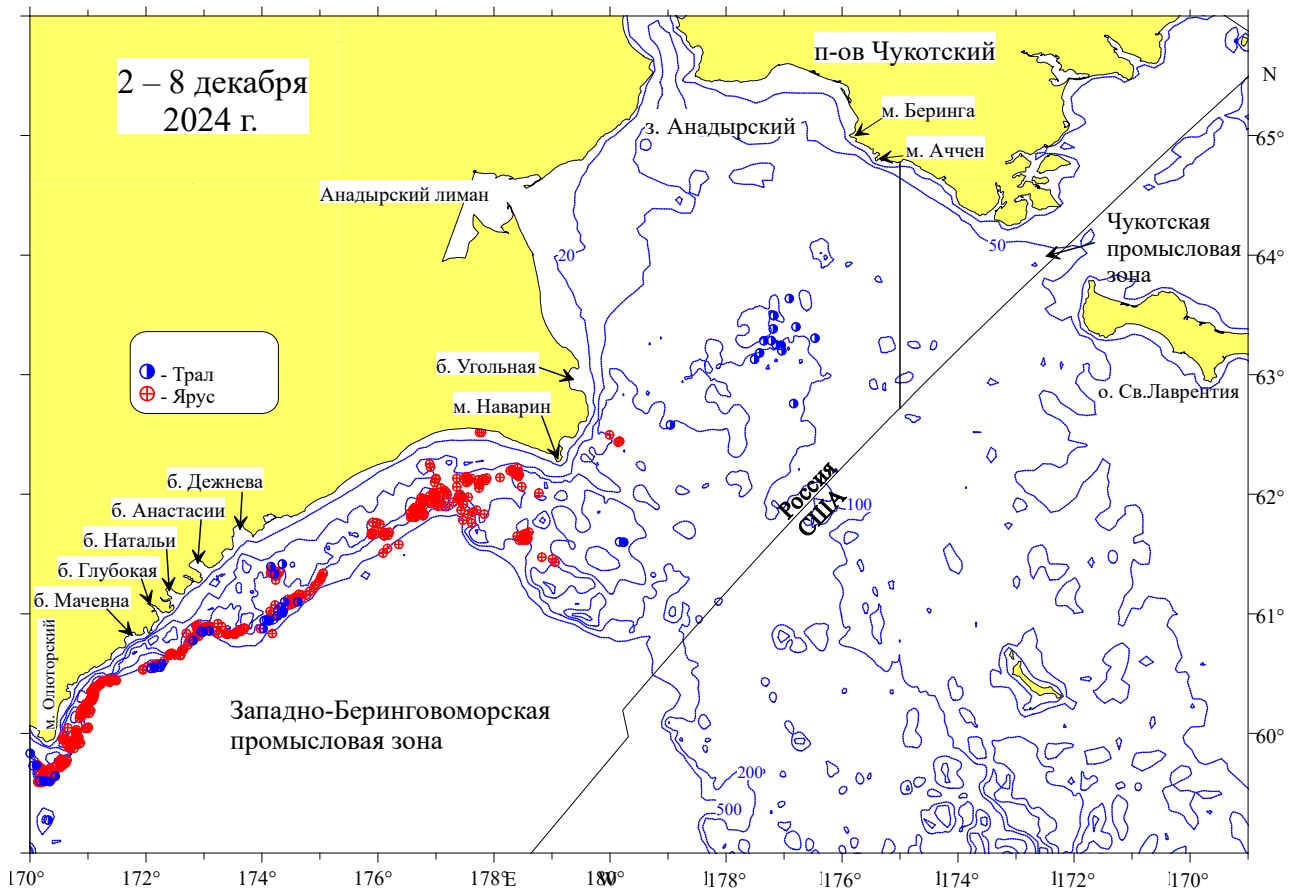 2 – 8 декабря
2024 г.
п-ов Чукотский
N
м. Беринга
з. Анадырский
65°
м. Аччен
Анадырский лиман
Чукотская
промысловая
зона
50
20
64°
б. Угольная
63°
о. Св.Лаврентия
- Трал
- Ярус
м. Наварин
б. Дежнева
Россия
США
62°
100
б. Анастасии
б. Натальи
б. Глубокая
б. Мачевна
61°
м. Олюторский
Западно-Беринговоморская
промысловая зона
60°
200
500
170
172
174
176
178
E
180
W
178
176
174
172
170